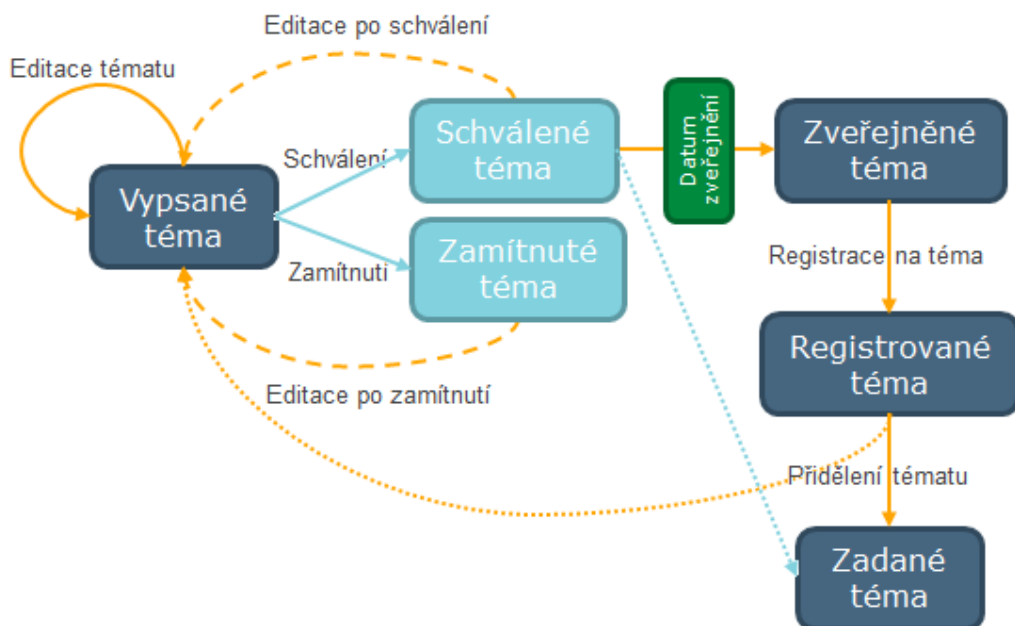 Editace po schválení
Editace tématu
Schválené
téma
Datum
zveřejnění
Zveřejněné
téma
Schválení
Vypsané
téma
Zamítnuti
Zamítnuté
téma
Registrace na téma
Editace po zamítnutí
Registrované
téma
Přidělení tématu
Zadané
téma